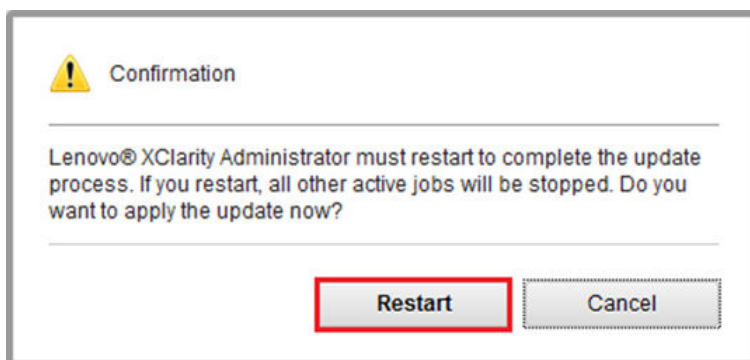 Confirmation
Lenovo® XClarity Administrator must restart to complete the update
process. If you restart, all other active jobs will be stopped. Do you
want to apply the update now?
Restart
Cancel